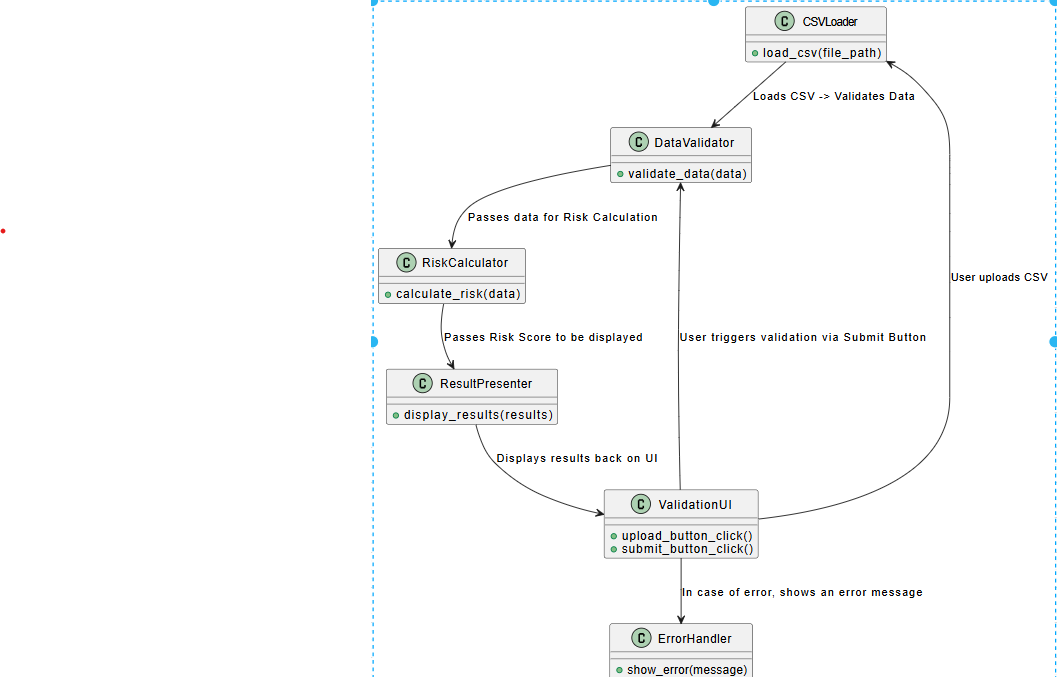 C CSVLoader
load_csv(file_path)
Loads CSV -> Validates Data
C DataValidator
validate_data(data)
Passes data for Risk Calculation
C RiskCalculator
calculate_risk(data)
User uploads CSV
Passes Risk Score to be displayed
User triggers validation via Submit Button
C ResultPresenter
display_results(results)
Displays results back on UI
C ValidationUI
upload_button_click()
submit_button_click()
In case of error, shows an error message
C ErrorHandler
show_error(message)